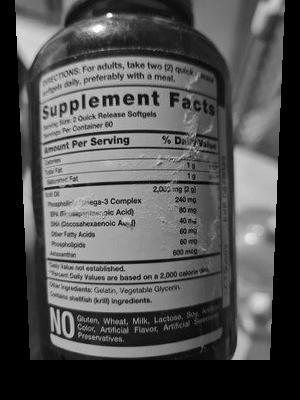 DIRECTIONS: For adults, take two (2) quick
softgels daily, preferably with a meal.
Supplement Facts
Serving Size: 2 Quick Release Softgels
Servings Per Container 60
Amount Per Serving % Daily Value
Calories
Total Fat 1 g
Saturated Fat 1 g
Krill Oil 2,000 mg (2 g)
Phospholipid Omega-3 Complex 240 mg
EPA (Eicosapentaenoic Acid) 80 mg
DHA (Docosahexaenoic Acid) 40 mg
Other Fatty Acids 60 mg
Phospholipids 60 mg
Astaxanthin 600 mcg
Daily Value not established.
*Percent Daily Values are based on a 2,000 calorie diet.
Other Ingredients: Gelatin, Vegetable Glycerin.
Contains shellfish (krill) ingredients.
NO Gluten, Wheat, Milk, Lactose, Soy, Artificial
Color, Artificial Flavor, Artificial Sweetener,
Preservatives.